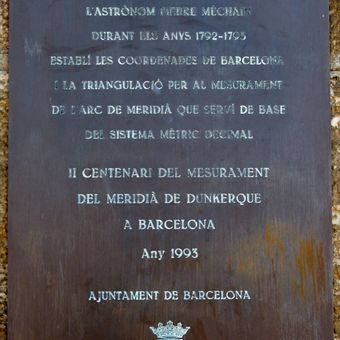 L'ASTRÒNOM PIERRE MÉCHAIN
DURANT ELS ANYS 1792-1793
ESTABLÍ LES COORDENADES DE BARCELONA
I LA TRIANGULACIÓ PER AL MESURAMENT
DE L'ARC DE MERIDIÀ QUE SERVÍ DE BASE
DEL SISTEMA MÈTRIC DECIMAL
II CENTENARI DEL MESURAMENT
DEL MERIDIÀ DE DUNKERQUE
A BARCELONA
Any 1993
AJUNTAMENT DE BARCELONA